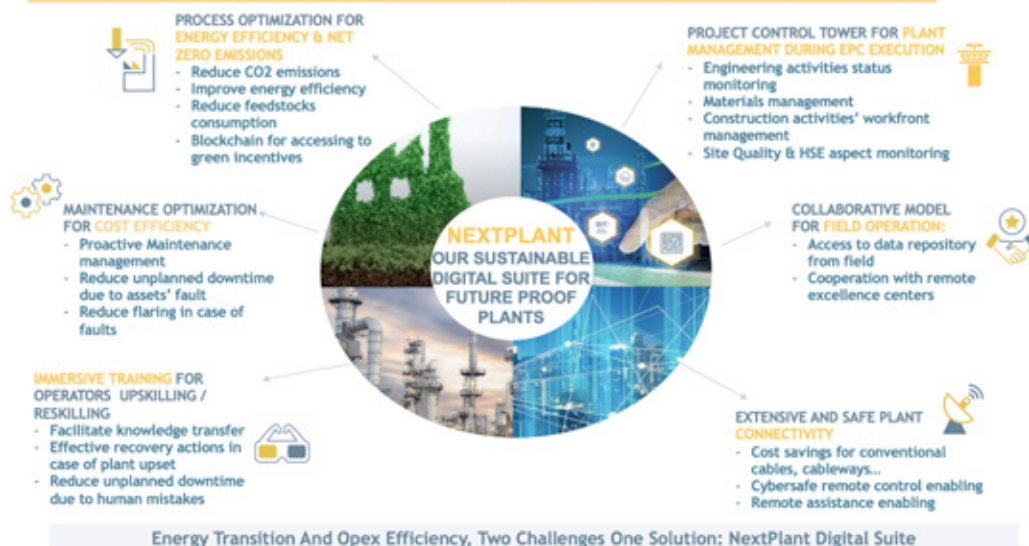 PROCESS OPTIMIZATION FOR
ENERGY EFFICIENCY & NET
ZERO EMISSIONS
- Reduce CO2 emissions
- Improve energy efficiency
- Reduce feedstocks
consumption
- Blockchain for accessing to
green incentives
PROJECT CONTROL TOWER FOR PLANT
MANAGEMENT DURING EPC EXECUTION
- Engineering activities status
monitoring
- Materials management
- Construction activities' workfront
management
- Site Quality & HSE aspect monitoring
MAINTENANCE OPTIMIZATION
FOR COST EFFICIENCY
- Proactive Maintenance
management
- Reduce unplanned downtime
due to assets' fault
- Reduce flaring in case of
faults
NEXTPLANT
OUR SUSTAINABLE
DIGITAL SUITE FOR
FUTURE PROOF
PLANTS
COLLABORATIVE MODEL
FOR FIELD OPERATION:
- Access to data repository
from field
- Cooperation with remote
excellence centers
IMMERSIVE TRAINING FOR
OPERATORS UPSKILLING /
RESKILLING
- Facilitate knowledge transfer
- Effective recovery actions in
case of plant upset
- Reduce unplanned downtime
due to human mistakes
EXTENSIVE AND SAFE PLANT
CONNECTIVITY
- Cost savings for conventional
cables, cableways...
- Cybersafe remote control enabling
- Remote assistance enabling
Energy Transition And Opex Efficiency, Two Challenges One Solution: NextPlant Digital Suite